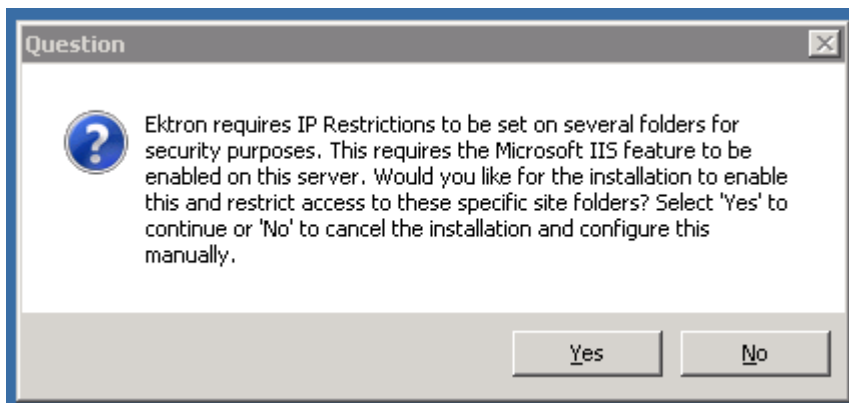 Question
Ektron requires IP Restrictions to be set on several folders for
security purposes. This requires the Microsoft IIS feature to be
enabled on this server. Would you like for the installation to enable
this and restrict access to these specific site folders? Select 'Yes' to
continue or 'No' to cancel the installation and configure this
manually.
Yes No